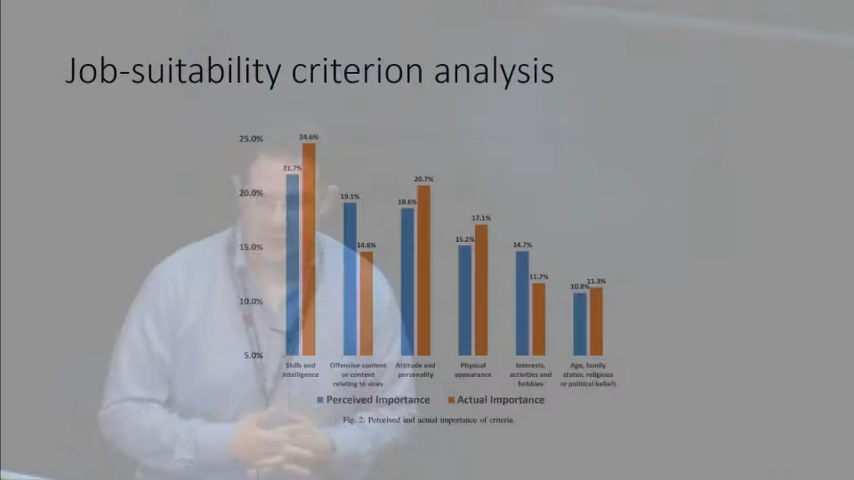 Job-suitability criterion analysis
25.0%
20.0%
15.0%
10.0%
5.0%
21.7%
24.6%
19.1%
14.6%
18.6%
20.7%
15.2%
17.1%
14.7%
11.7%
10.8%
11.3%
Skills and
intelligence
Offensive content
or content
relating to vices
Attitude and
personality
Physical
appearance
Interests,
activities and
hobbies
Age, family
status, religious
or political beliefs
Perceived Importance
Actual Importance
Fig. 2: Perceived and actual importance of criteria